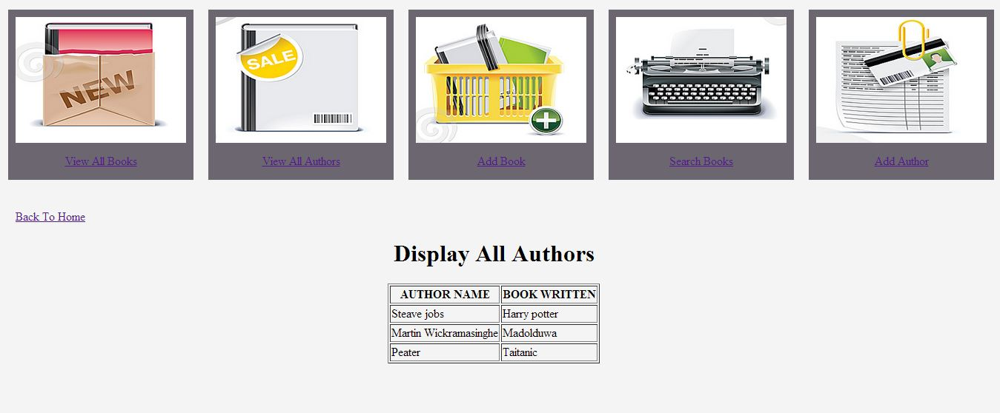 NEW
SALE
View All Books
View All Authors
Add Book
Search Books
Add Author
Back To Home
Display All Authors
AUTHOR NAME BOOK WRITTEN
Steave jobs Harry potter
Martin Wickramasinghe Madolduwa
Peater Taitanic